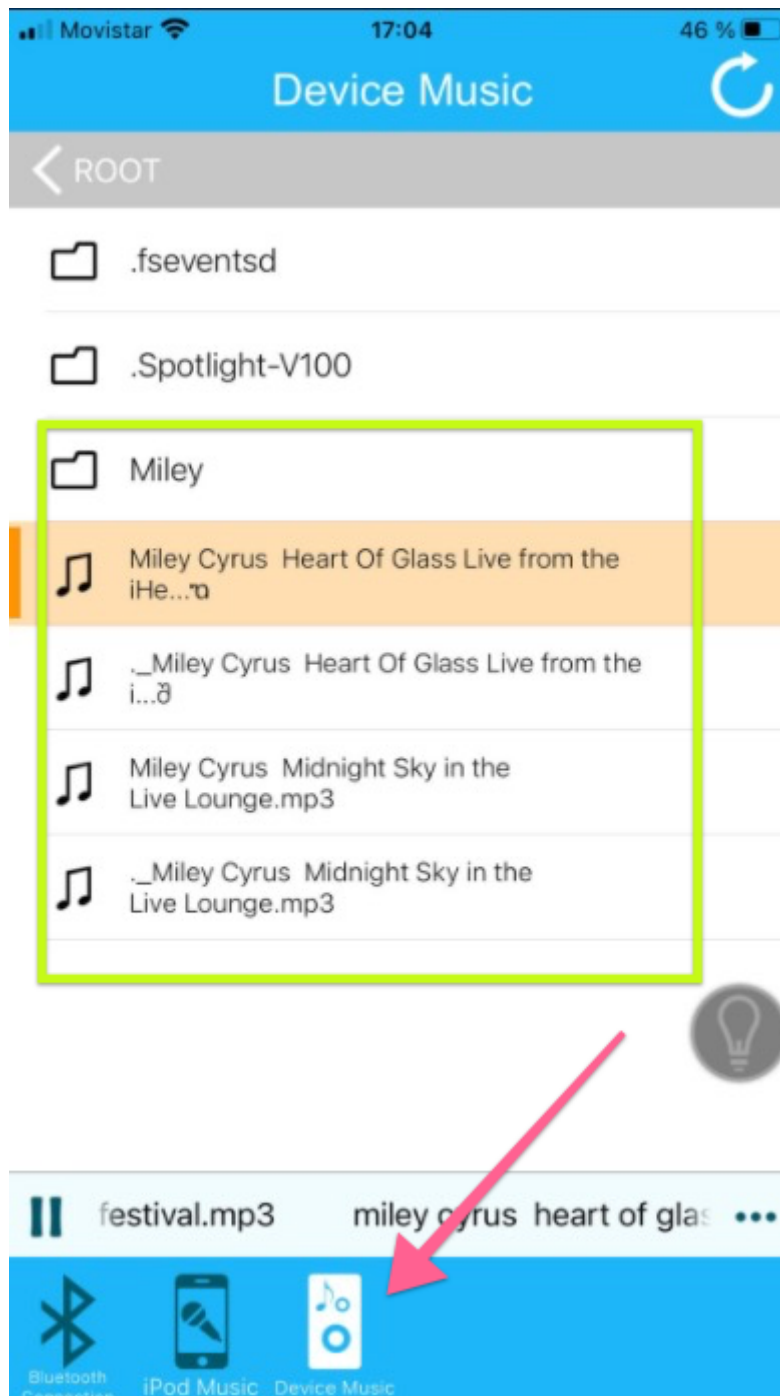 Movistar 17:04 46 %
Device Music
ROOT
.fseventsd
.Spotlight-V100
Miley
Miley Cyrus Heart Of Glass Live from the
iHe...
._Miley Cyrus Heart Of Glass Live from the
i...მ
Miley Cyrus Midnight Sky in the
Live Lounge.mp3
._Miley Cyrus Midnight Sky in the
Live Lounge.mp3
festival.mp3 miley cyrus heart of glas
Bluetooth
Connection iPod Music Device Music